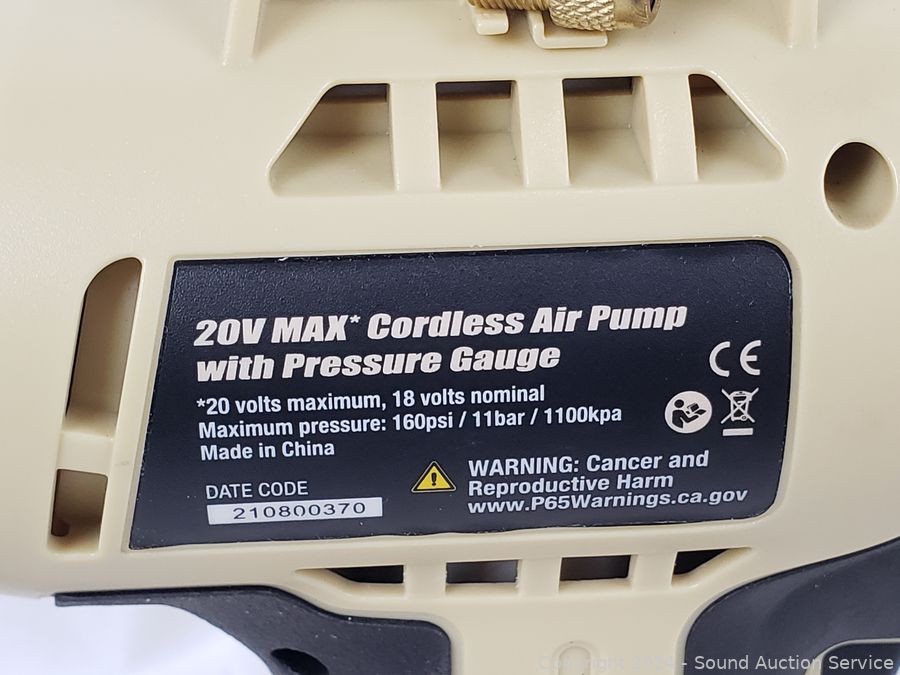 20V MAX* Cordless Air Pump
with Pressure Gauge
*20 volts maximum, 18 volts nominal
Maximum pressure: 160psi / 11bar / 1100kpa
Made in China
CE
DATE CODE
210800370
WARNING: Cancer and
Reproductive Harm
www.P65Warnings.ca.gov
Copyright 2024 - Sound Auction Service